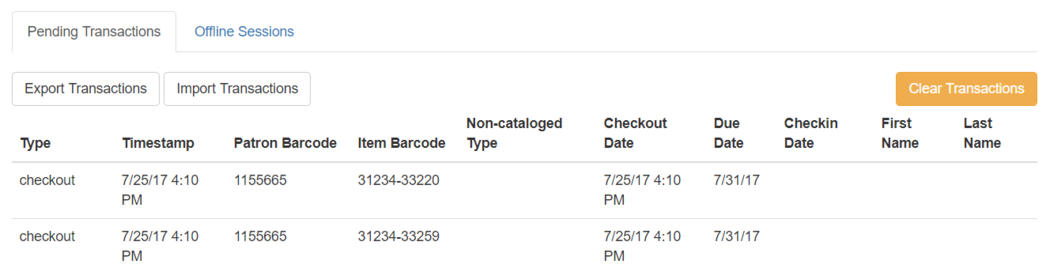 Pending Transactions Offline Sessions
Export Transactions Import Transactions Clear Transactions
Non-cataloged Checkout Due Checkin First Last
Type Timestamp Patron Barcode Item Barcode Type Date Date Date Name Name
checkout 7/25/17 4:10 1155665 31234-33220 7/25/17 4:10 7/31/17
PM PM
checkout 7/25/17 4:10 1155665 31234-33259 7/25/17 4:10 7/31/17
PM PM